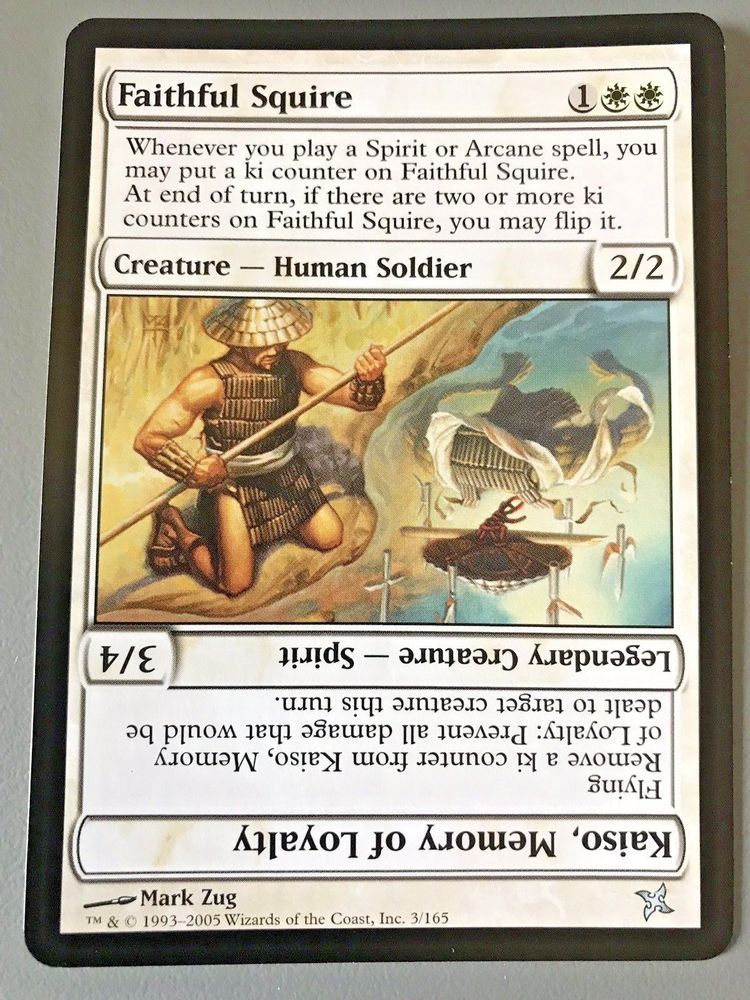 Faithful Squire 1
Whenever you play a Spirit or Arcane spell, you
may put a ki counter on Faithful Squire.
At end of turn, if there are two or more ki
counters on Faithful Squire, you may flip it.
Creature — Human Soldier 2/2
Kaiso, Memory of Loyalty
Flying
Remove a ki counter from Kaiso, Memory
of Loyalty: Prevent all damage that would be
dealt to target creature this turn.
Legendary Creature — Spirit 3/4
Mark Zug
™ & © 1993–2005 Wizards of the Coast, Inc. 3/165